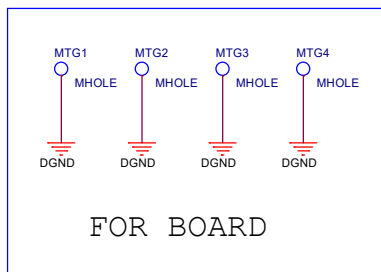 MTG1 MTG2 MTG3 MTG4
MHOLE MHOLE MHOLE MHOLE
DGND DGND DGND DGND
FOR BOARD